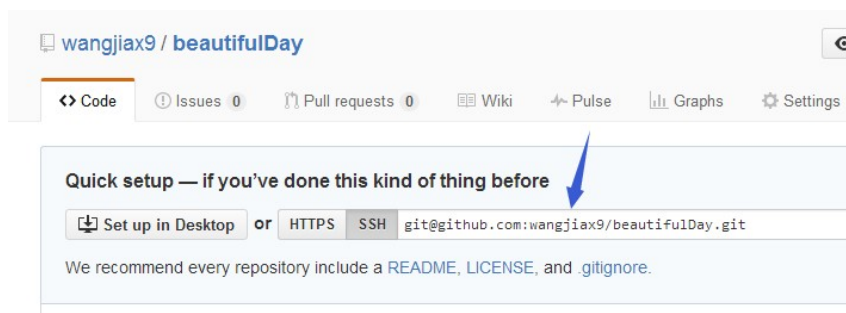 wangjiax9 / beautifulDay
Code Issues 0 Pull requests 0 Wiki Pulse Graphs Settings
Quick setup — if you've done this kind of thing before
Set up in Desktop or HTTPS SSH git@github.com:wangjiax9/beautifulDay.git
We recommend every repository include a README, LICENSE, and .gitignore.